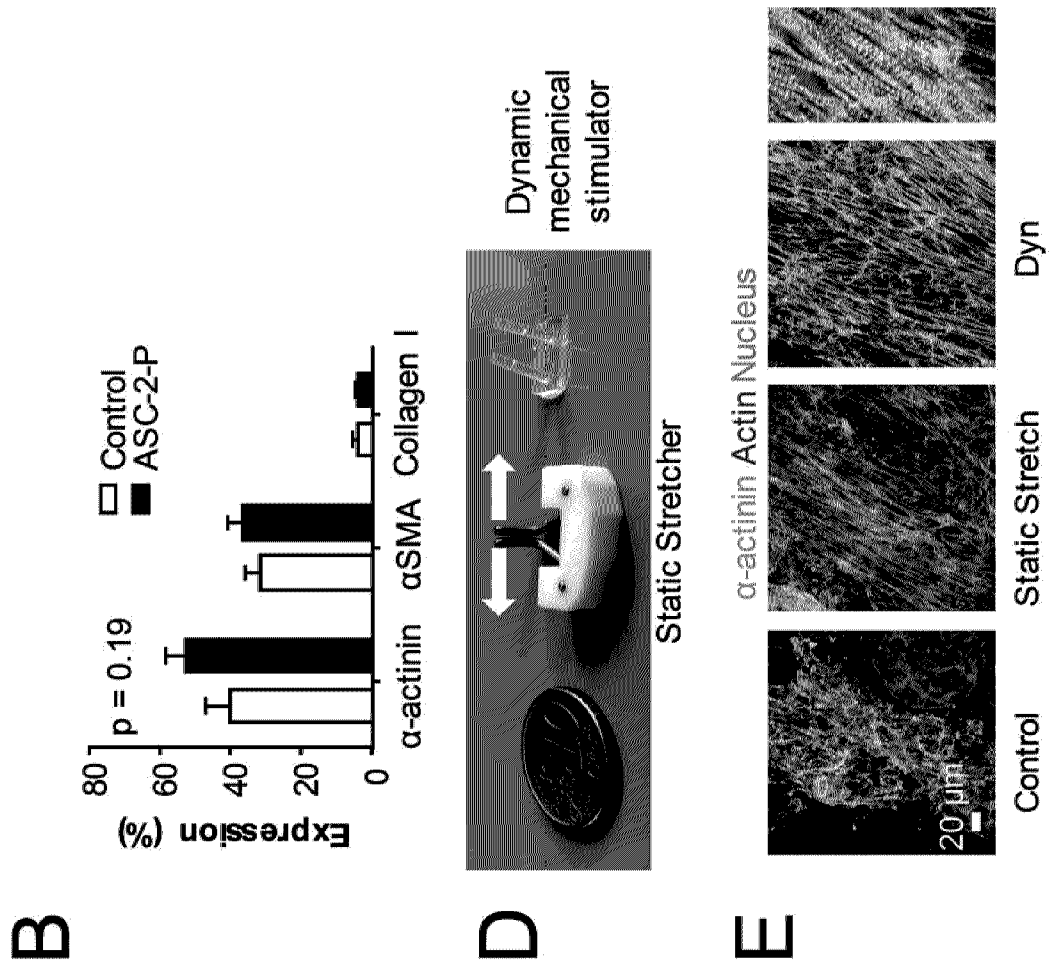 B
Control
ASC-2-P
p = 0.19
Expression (%)
80
60
40
20
0
α-actinin αSMA Collagen I
D
Dynamic
mechanical
stimulator
Static Stretcher
E
α-actinin Actin Nucleus
20 µm
Control Static Stretch Dyn